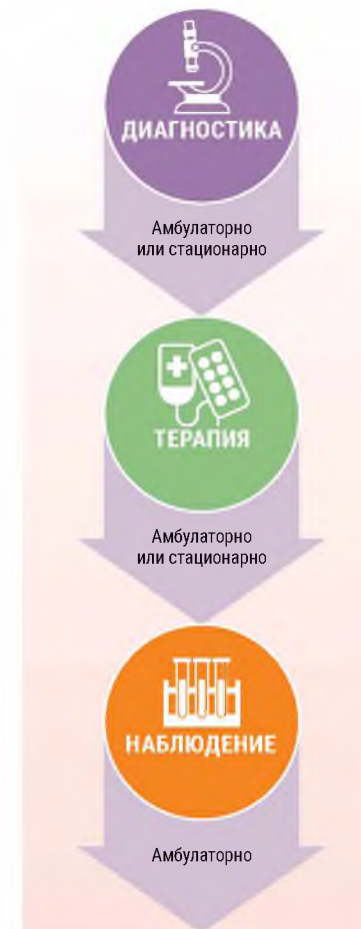 ДИАГНОСТИКА
Амбулаторно
или стационарно
ТЕРАПИЯ
Амбулаторно
или стационарно
НАБЛЮДЕНИЕ
Амбулаторно